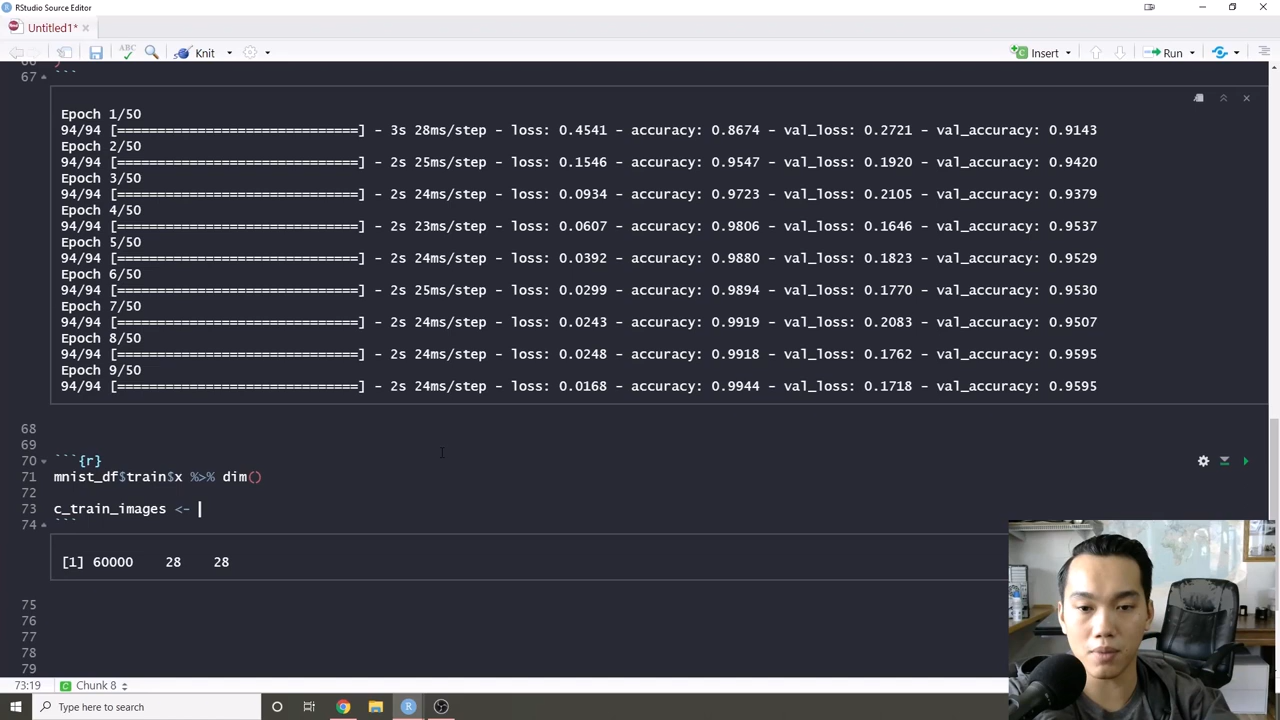 RStudio Source Editor
Untitled1*
ABC
Knit
Insert
Run
67 ```
Epoch 1/50
94/94 [==============================] - 3s 28ms/step - loss: 0.4541 - accuracy: 0.8674 - val_loss: 0.2721 - val_accuracy: 0.9143
Epoch 2/50
94/94 [==============================] - 2s 25ms/step - loss: 0.1546 - accuracy: 0.9547 - val_loss: 0.1920 - val_accuracy: 0.9420
Epoch 3/50
94/94 [==============================] - 2s 24ms/step - loss: 0.0934 - accuracy: 0.9723 - val_loss: 0.2105 - val_accuracy: 0.9379
Epoch 4/50
94/94 [==============================] - 2s 23ms/step - loss: 0.0607 - accuracy: 0.9806 - val_loss: 0.1646 - val_accuracy: 0.9537
Epoch 5/50
94/94 [==============================] - 2s 24ms/step - loss: 0.0392 - accuracy: 0.9880 - val_loss: 0.1823 - val_accuracy: 0.9529
Epoch 6/50
94/94 [==============================] - 2s 25ms/step - loss: 0.0299 - accuracy: 0.9894 - val_loss: 0.1770 - val_accuracy: 0.9530
Epoch 7/50
94/94 [==============================] - 2s 24ms/step - loss: 0.0243 - accuracy: 0.9919 - val_loss: 0.2083 - val_accuracy: 0.9507
Epoch 8/50
94/94 [==============================] - 2s 24ms/step - loss: 0.0248 - accuracy: 0.9918 - val_loss: 0.1762 - val_accuracy: 0.9595
Epoch 9/50
94/94 [==============================] - 2s 24ms/step - loss: 0.0168 - accuracy: 0.9944 - val_loss: 0.1718 - val_accuracy: 0.9595
68
69
70 ```{r}
71 mnist_df$train$x %>% dim()
72
73 c_train_images <-
74 ```
[1] 60000 28 28
75
76
77
78
79
73:19 Chunk 8
Type here to search